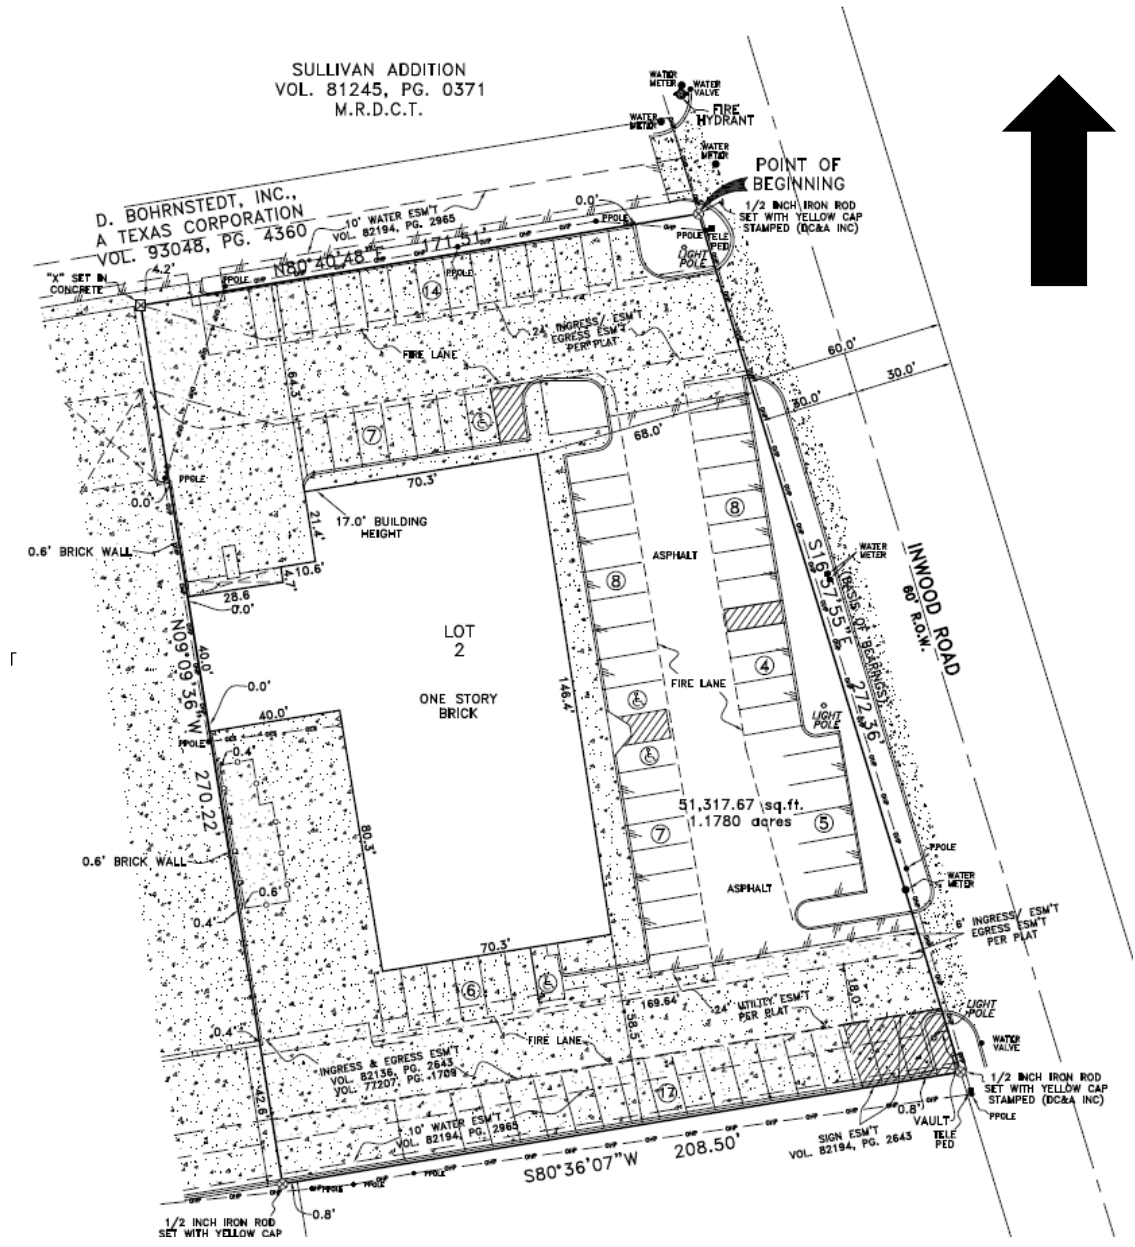 SULLIVAN ADDITION
VOL. 81245, PG. 0371
M.R.D.C.T.
WATER
METER
WATER
VALVE
FIRE
HYDRANT
WATER
METER
WATER
METER
POINT OF
BEGINNING
1/2 INCH IRON ROD
SET WITH YELLOW CAP
STAMPED (DC&A INC)
D. BOHRNSTEDT, INC.,
A TEXAS CORPORATION
VOL. 93048, PG. 4360
10' WATER ESM'T
VOL. 82194, PG. 2965
0.0'
PPOLE
PPOLE
TELE
PED
LIGHT
POLE
N80°40'48"E 171.51'
"X" SET IN
CONCRETE
4.2'
PPOLE
PPOLE
14
24' INGRESS/ ESM'T
EGRESS ESM'T
PER PLAT
FIRE LANE
64.3'
60.0'
30.0'
7
68.0'
70.3'
PPOLE
0.0'
17.0' BUILDING
HEIGHT
21.4'
8
ASPHALT
8
0.6' BRICK WALL
10.6'
4.7'
28.6
0.0'
WATER
METER
S16°57'55"E 272.36'
(BASIS OF BEARINGS)
INWOOD ROAD
60' R.O.W.
LOT
2
N09°09'36"W 270.22'
40.0'
0.0'
ONE STORY
BRICK
146.4'
4
FIRE LANE
LIGHT
POLE
40.0'
PPOLE
0.4'
51,317.67 sq.ft.
1.1780 acres
5
7
80.3'
0.6' BRICK WALL
PPOLE
WATER
METER
ASPHALT
0.6'
0.4'
6' INGRESS/ ESM'T
EGRESS ESM'T
PER PLAT
70.3'
6
169.64'
24' UTILITY ESM'T
PER PLAT
18.0'
LIGHT
POLE
58.5'
0.4'
FIRE LANE
WATER
VALVE
INGRESS & EGRESS ESM'T
VOL. 82136, PG. 2643
VOL. 77207, PG. 1709
42.6'
17
1/2 INCH IRON ROD
SET WITH YELLOW CAP
STAMPED (DC&A INC)
10' WATER ESM'T
VOL. 82194, PG. 2965
0.8'
VAULT
TELE
PED
PPOLE
SIGN ESM'T
VOL. 82194, PG. 2643
S80°36'07"W 208.50'
PPOLE
PPOLE
PPOLE
0.8'
1/2 INCH IRON ROD
SET WITH YELLOW CAP